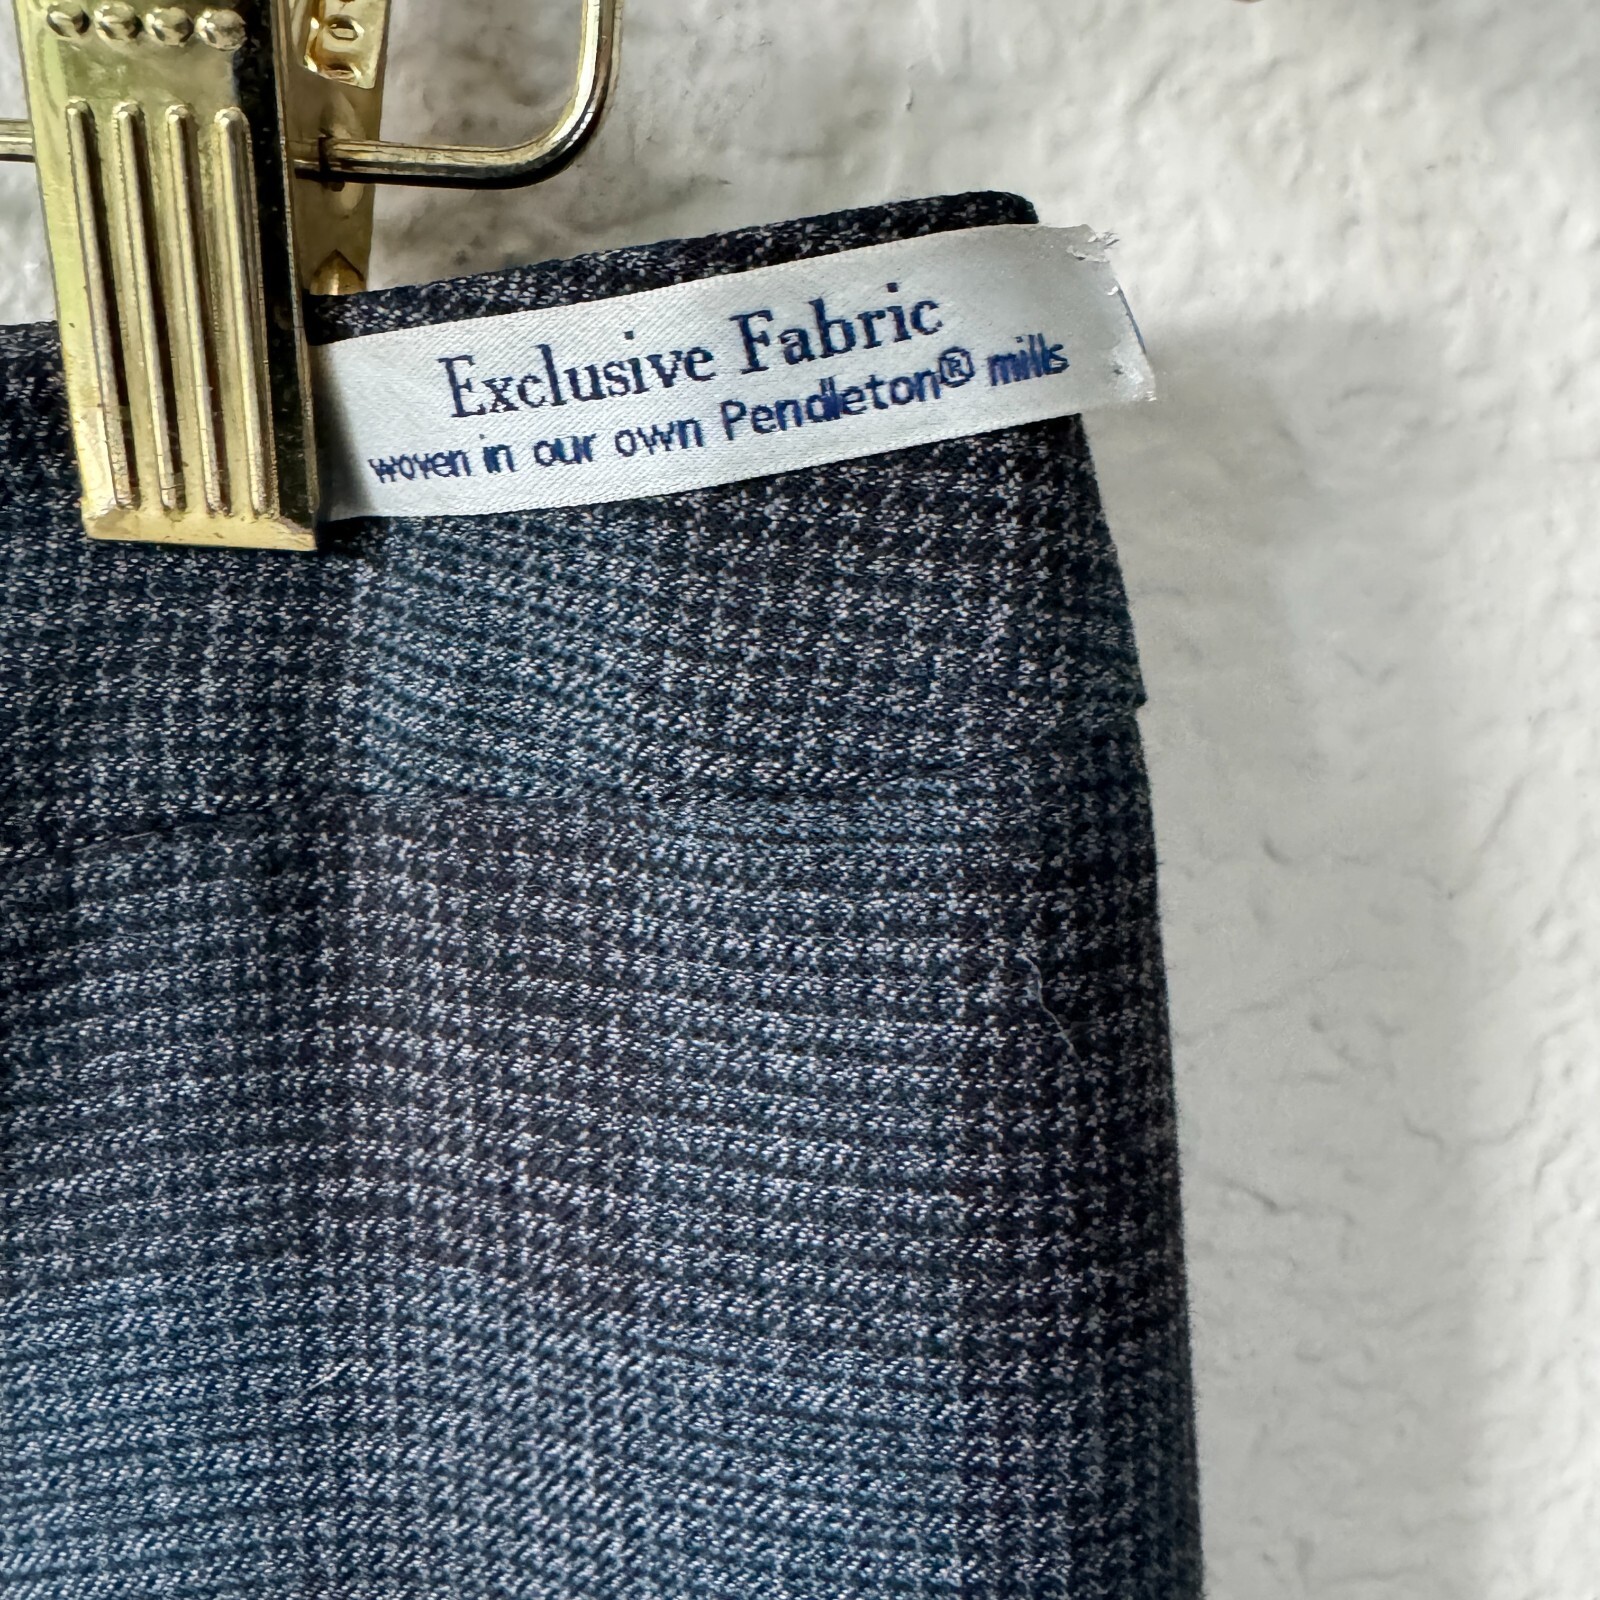 Exclusive Fabric
woven in our own Pendleton® mills